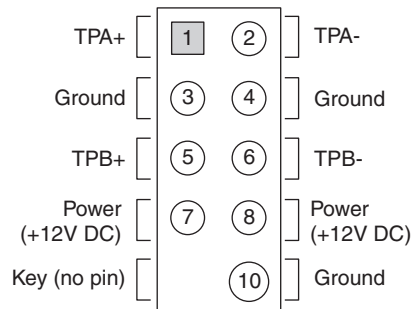 TPA+ 1 2 TPA-
Ground 3 4 Ground
TPB+ 5 6 TPB-
Power 7 8 Power
(+12V DC) (+12V DC)
Key (no pin) 10 Ground